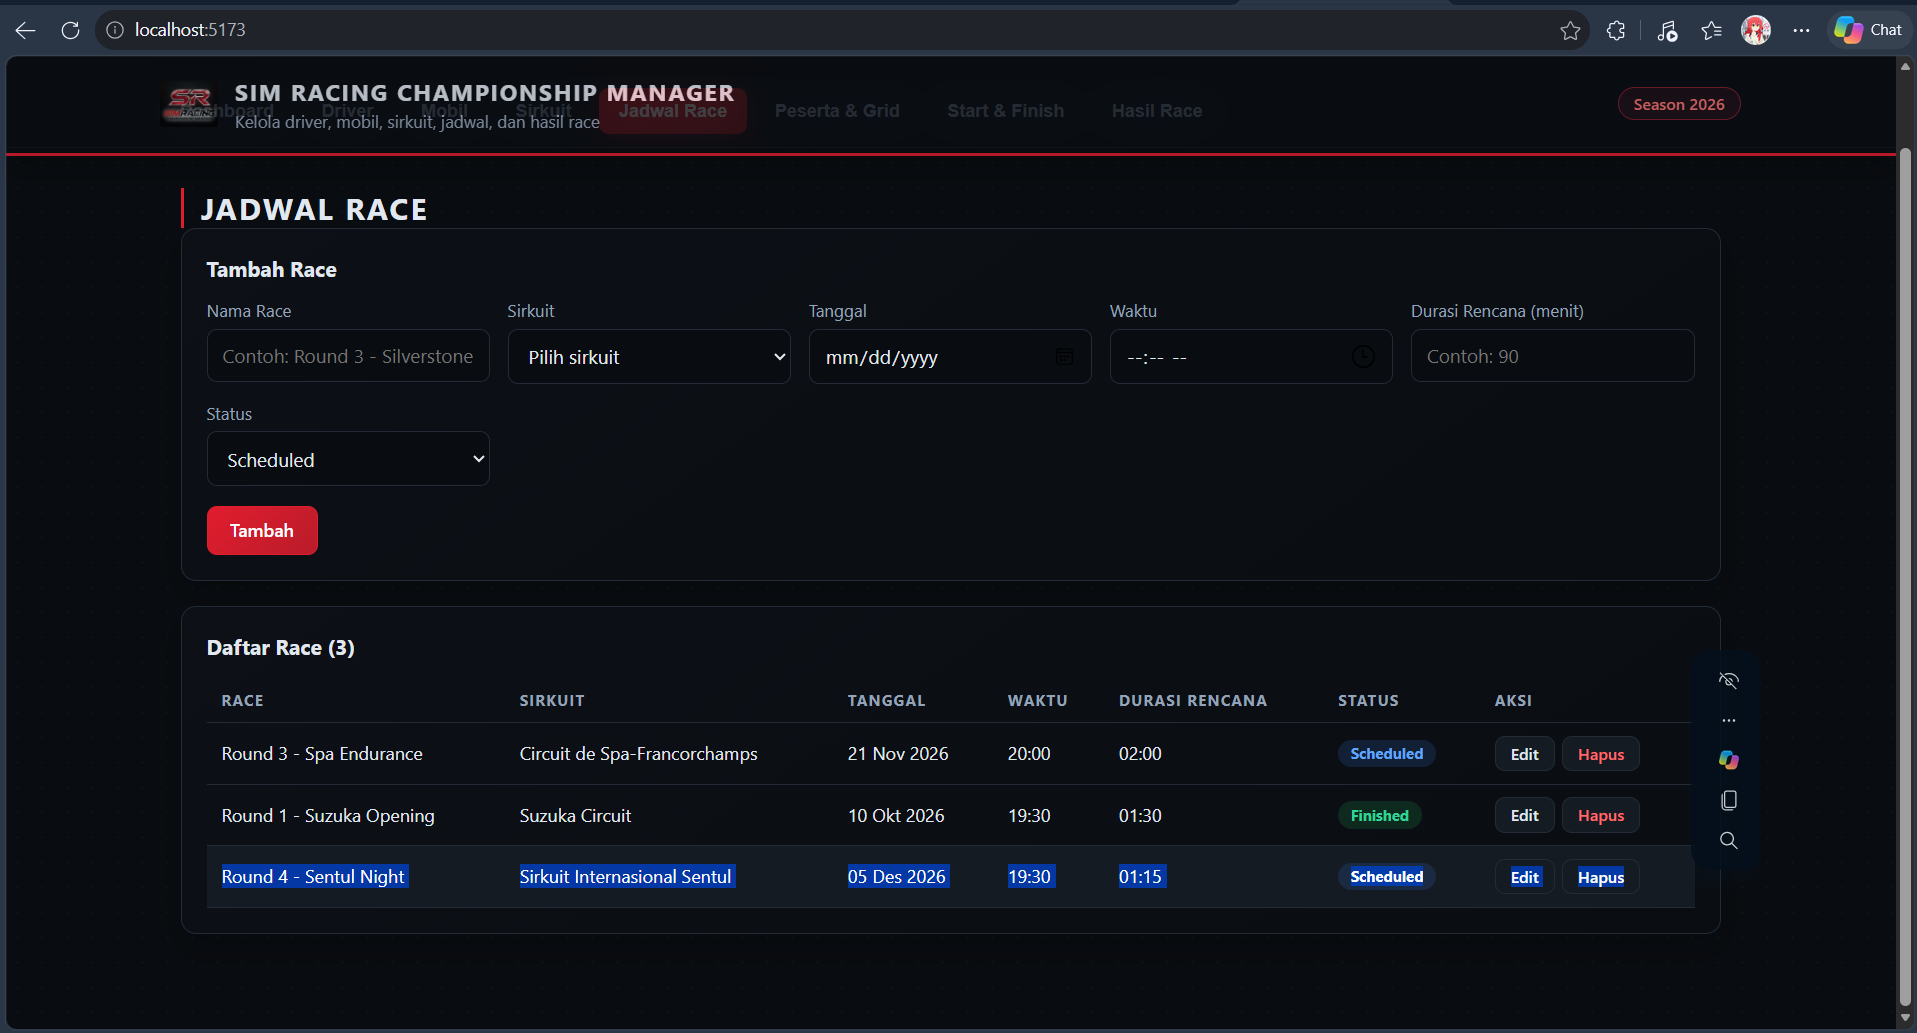 localhost:5173
Chat
SR
SIM RACING CHAMPIONSHIP MANAGER
Kelola driver, mobil, sirkuit, jadwal, dan hasil race
Dashboard Driver Mobil Sirkuit Jadwal Race Peserta & Grid Start & Finish Hasil Race
Season 2026
JADWAL RACE
Tambah Race
Nama Race Sirkuit Tanggal Waktu Durasi Rencana (menit)
Contoh: Round 3 - Silverstone Pilih sirkuit mm/dd/yyyy --:-- -- Contoh: 90
Status
Scheduled
Tambah
Daftar Race (3)
RACE SIRKUIT TANGGAL WAKTU DURASI RENCANA STATUS AKSI
Round 3 - Spa Endurance Circuit de Spa-Francorchamps 21 Nov 2026 20:00 02:00 Scheduled Edit Hapus
Round 1 - Suzuka Opening Suzuka Circuit 10 Okt 2026 19:30 01:30 Finished Edit Hapus
Round 4 - Sentul Night Sirkuit Internasional Sentul 05 Des 2026 19:30 01:15 Scheduled Edit Hapus